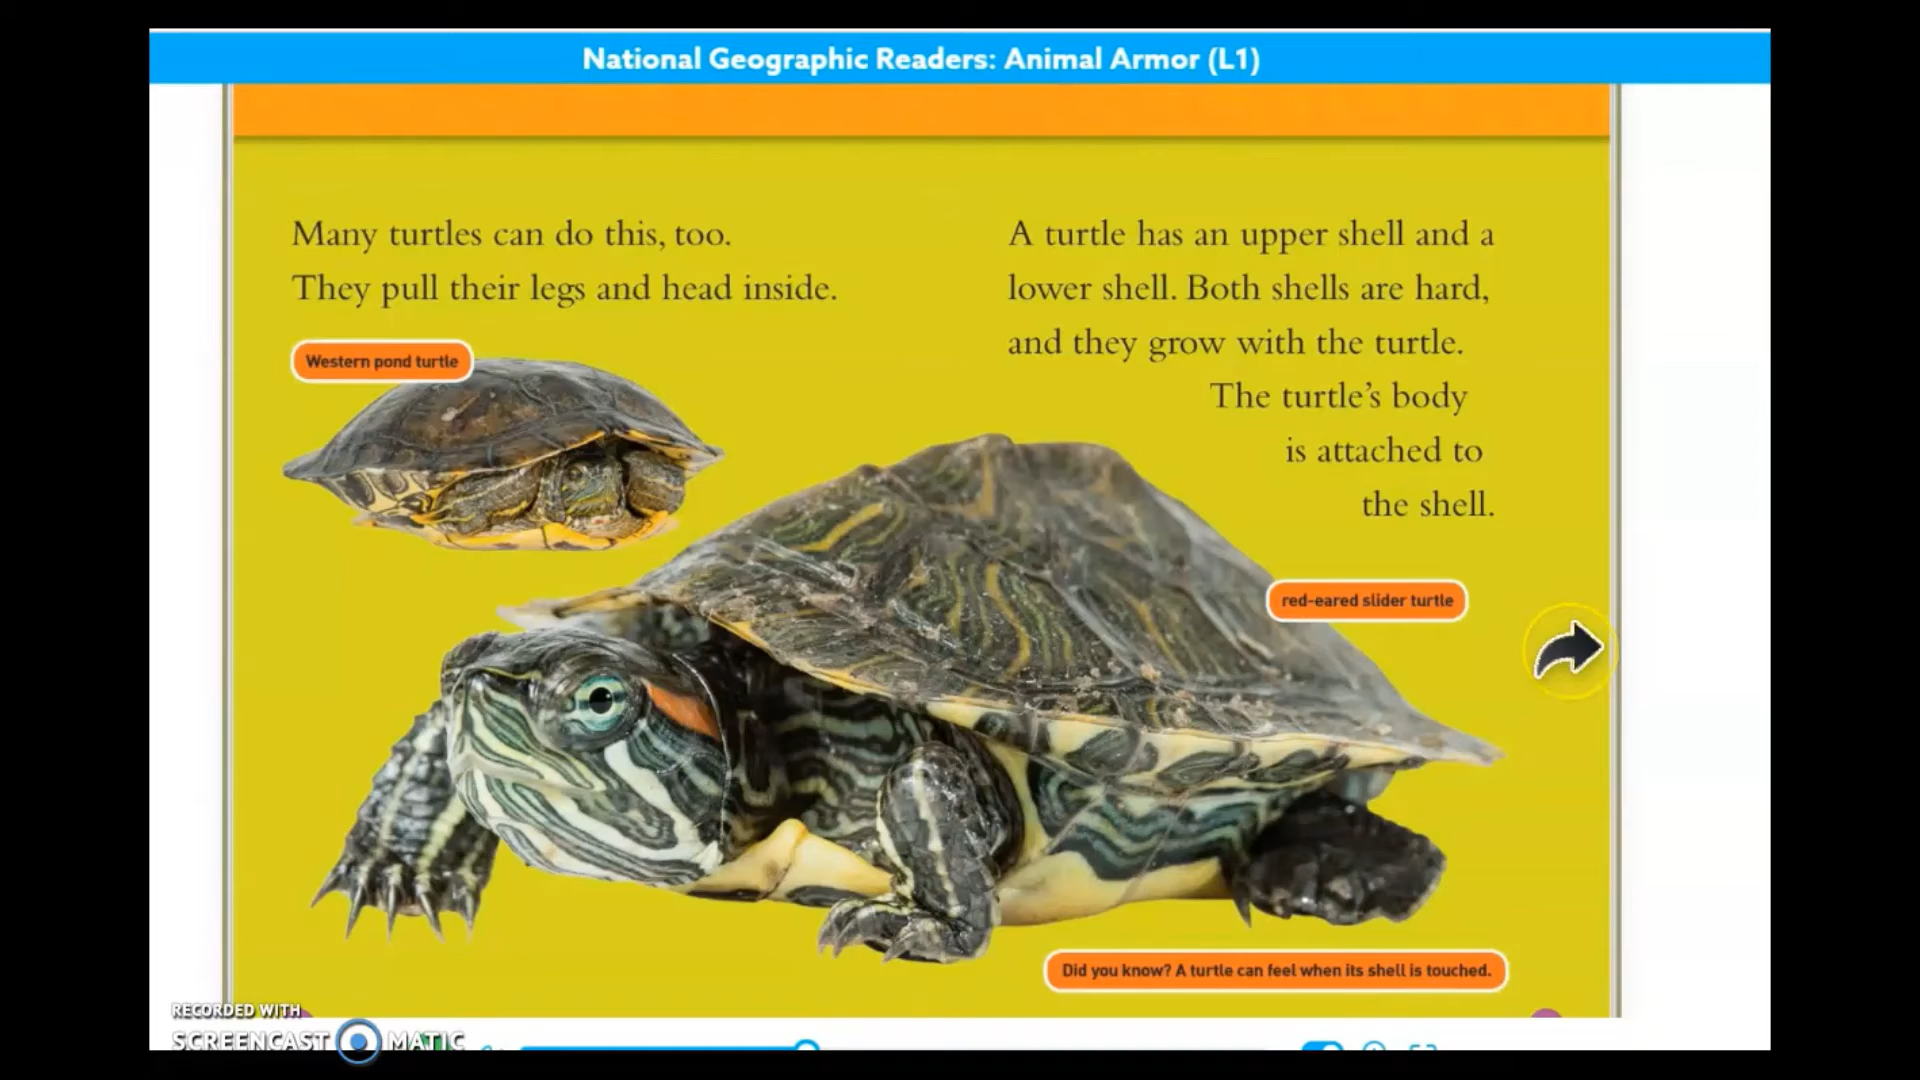 National Geographic Readers: Animal Armor (L1)
Many turtles can do this, too.
They pull their legs and head inside.
Western pond turtle
A turtle has an upper shell and a
lower shell. Both shells are hard,
and they grow with the turtle.
The turtle's body
is attached to
the shell.
red-eared slider turtle
Did you know? A turtle can feel when its shell is touched.
RECORDED WITH
SCREENCAST MATIC